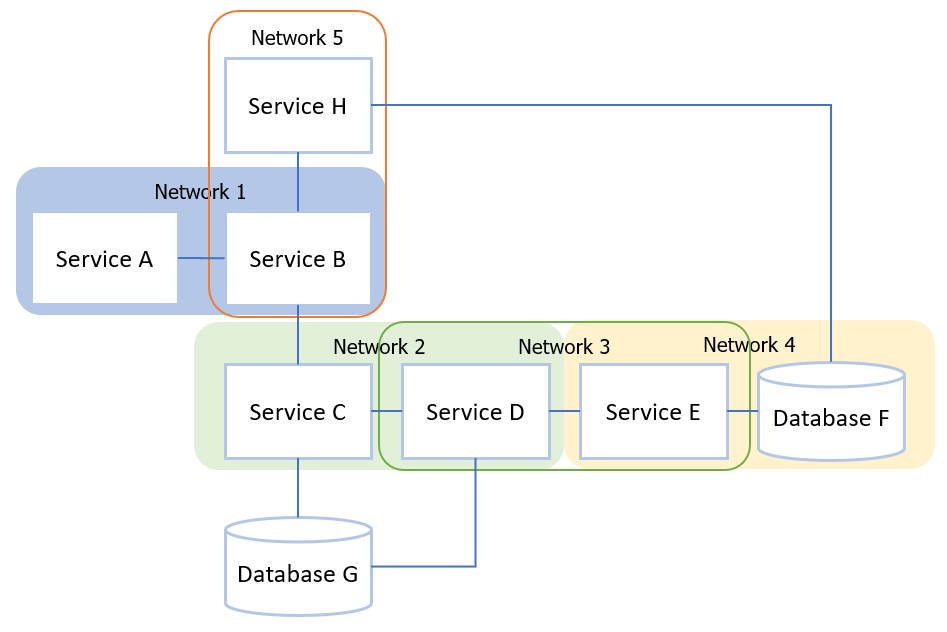 Network 5
Service H
Network 1
Service A
Service B
Network 2
Network 3
Network 4
Service C
Service D
Service E
Database F
Database G